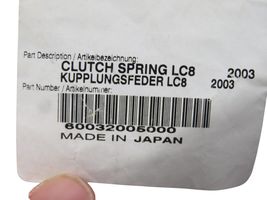 Part Description / Artikelbezeichnung:
CLUTCH SPRING LC8 2003
KUPPLUNGSFEDER LC8 2003
Part Number / Artikelnummer:
60032005000
MADE IN JAPAN